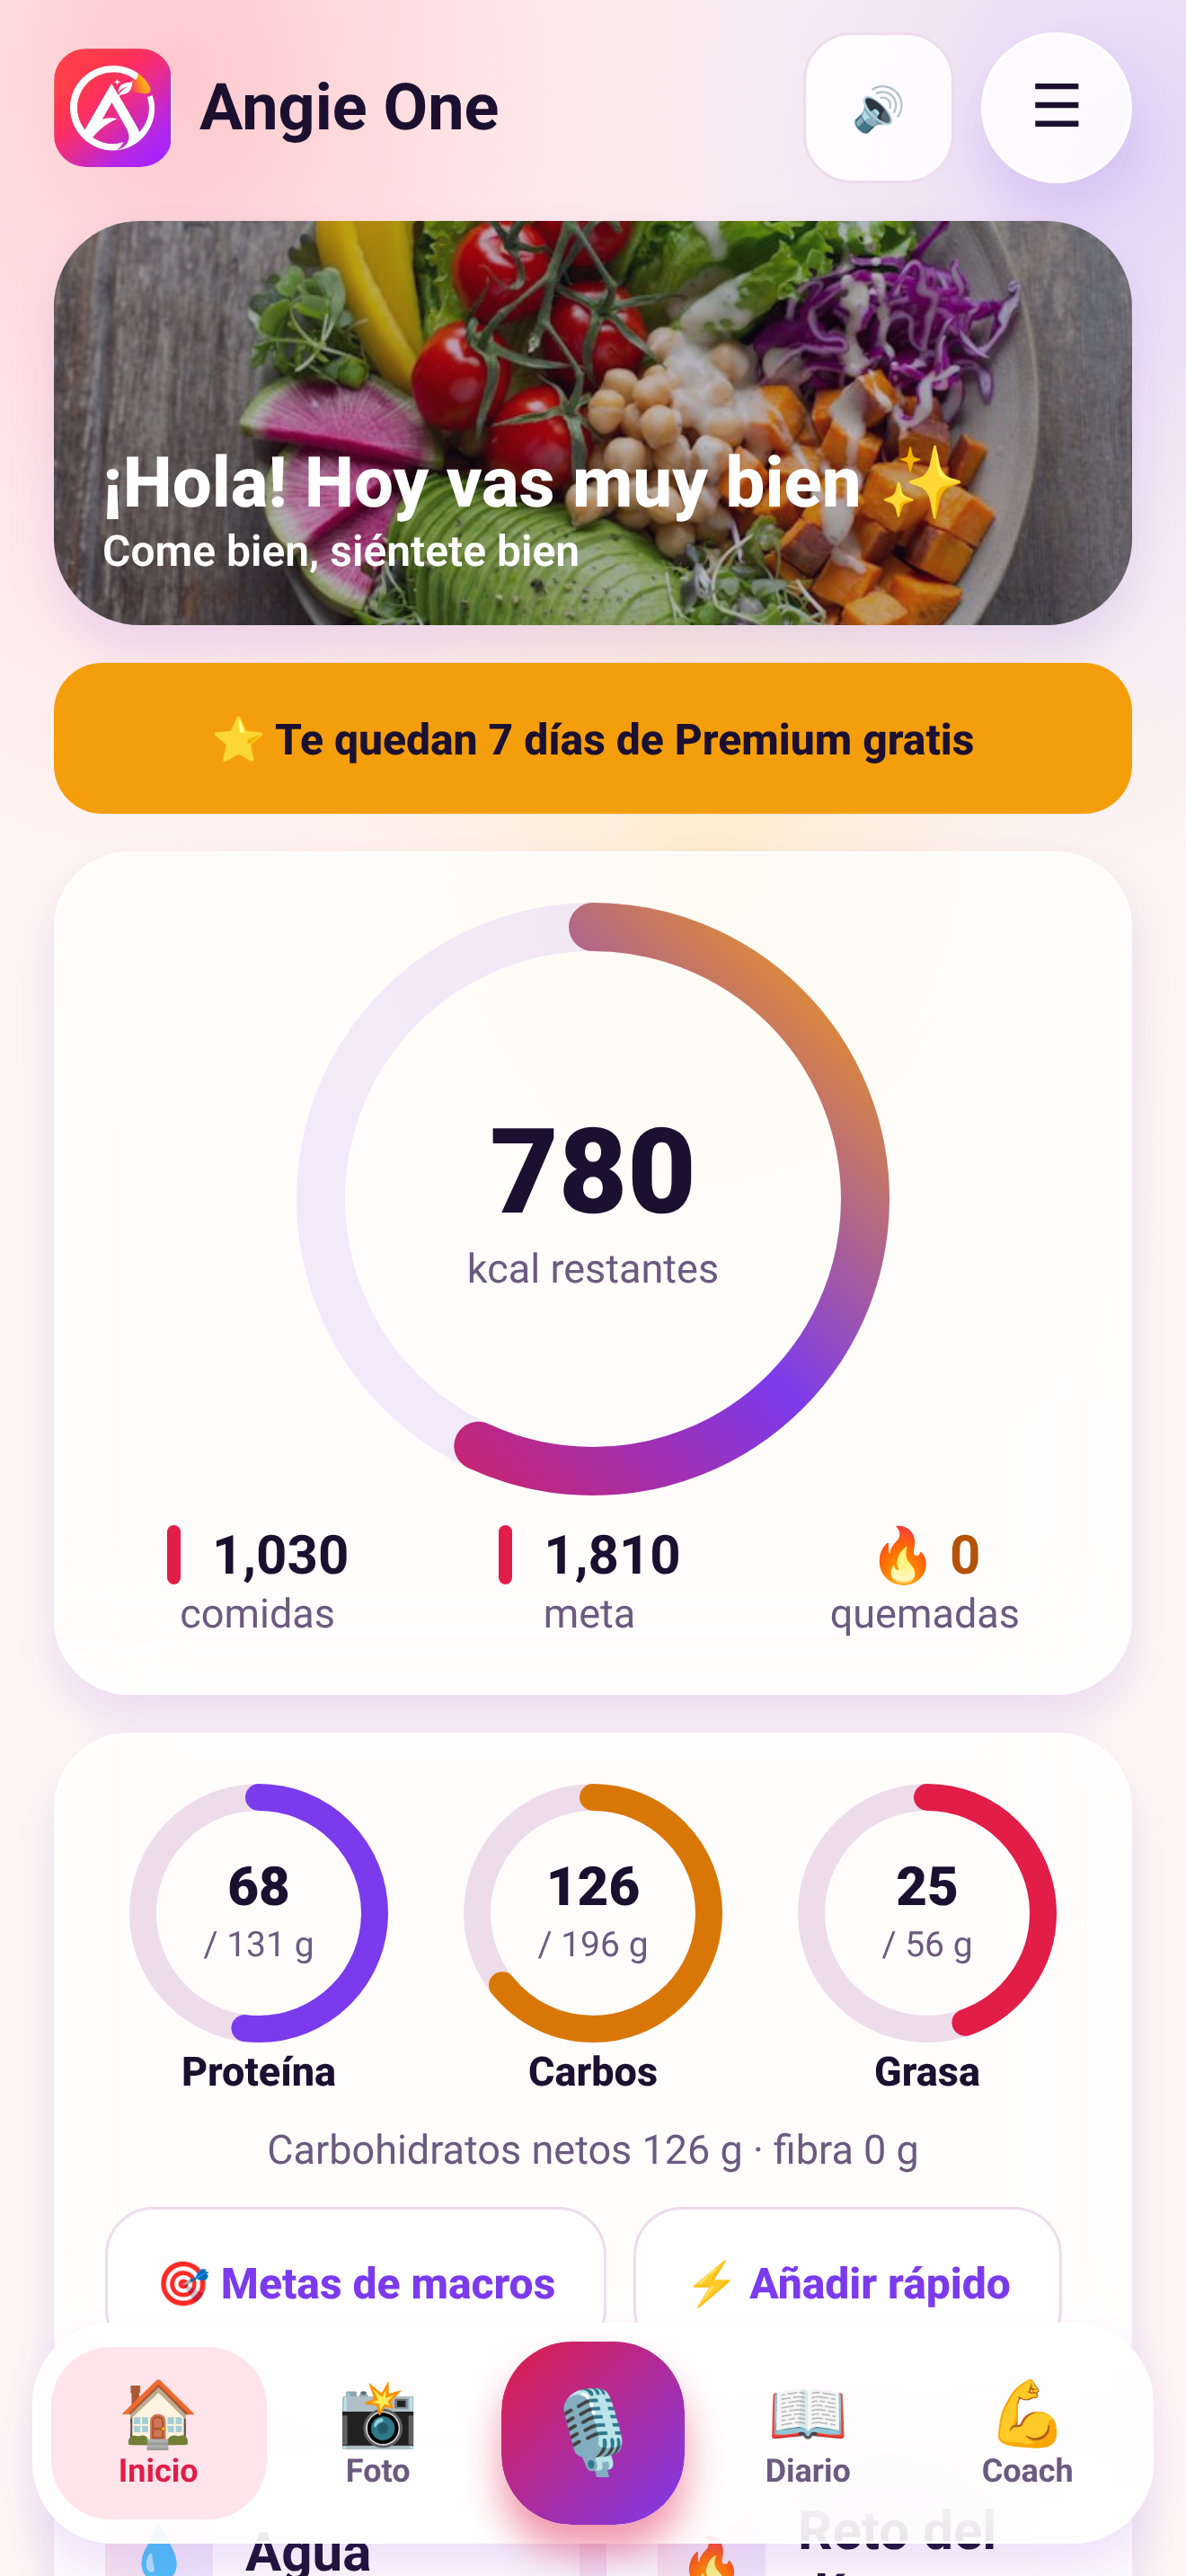 Angie One
¡Hola! Hoy vas muy bien ✨
Come bien, siéntete bien
⭐ Te quedan 7 días de Premium gratis
780
kcal restantes
1,030
comidas
1,810
meta
🔥 0
quemadas
68
/ 131 g
Proteína
126
/ 196 g
Carbos
25
/ 56 g
Grasa
Carbohidratos netos 126 g · fibra 0 g
🎯 Metas de macros
⚡ Añadir rápido
Inicio
Foto
Diario
Coach
Agua
Reto del